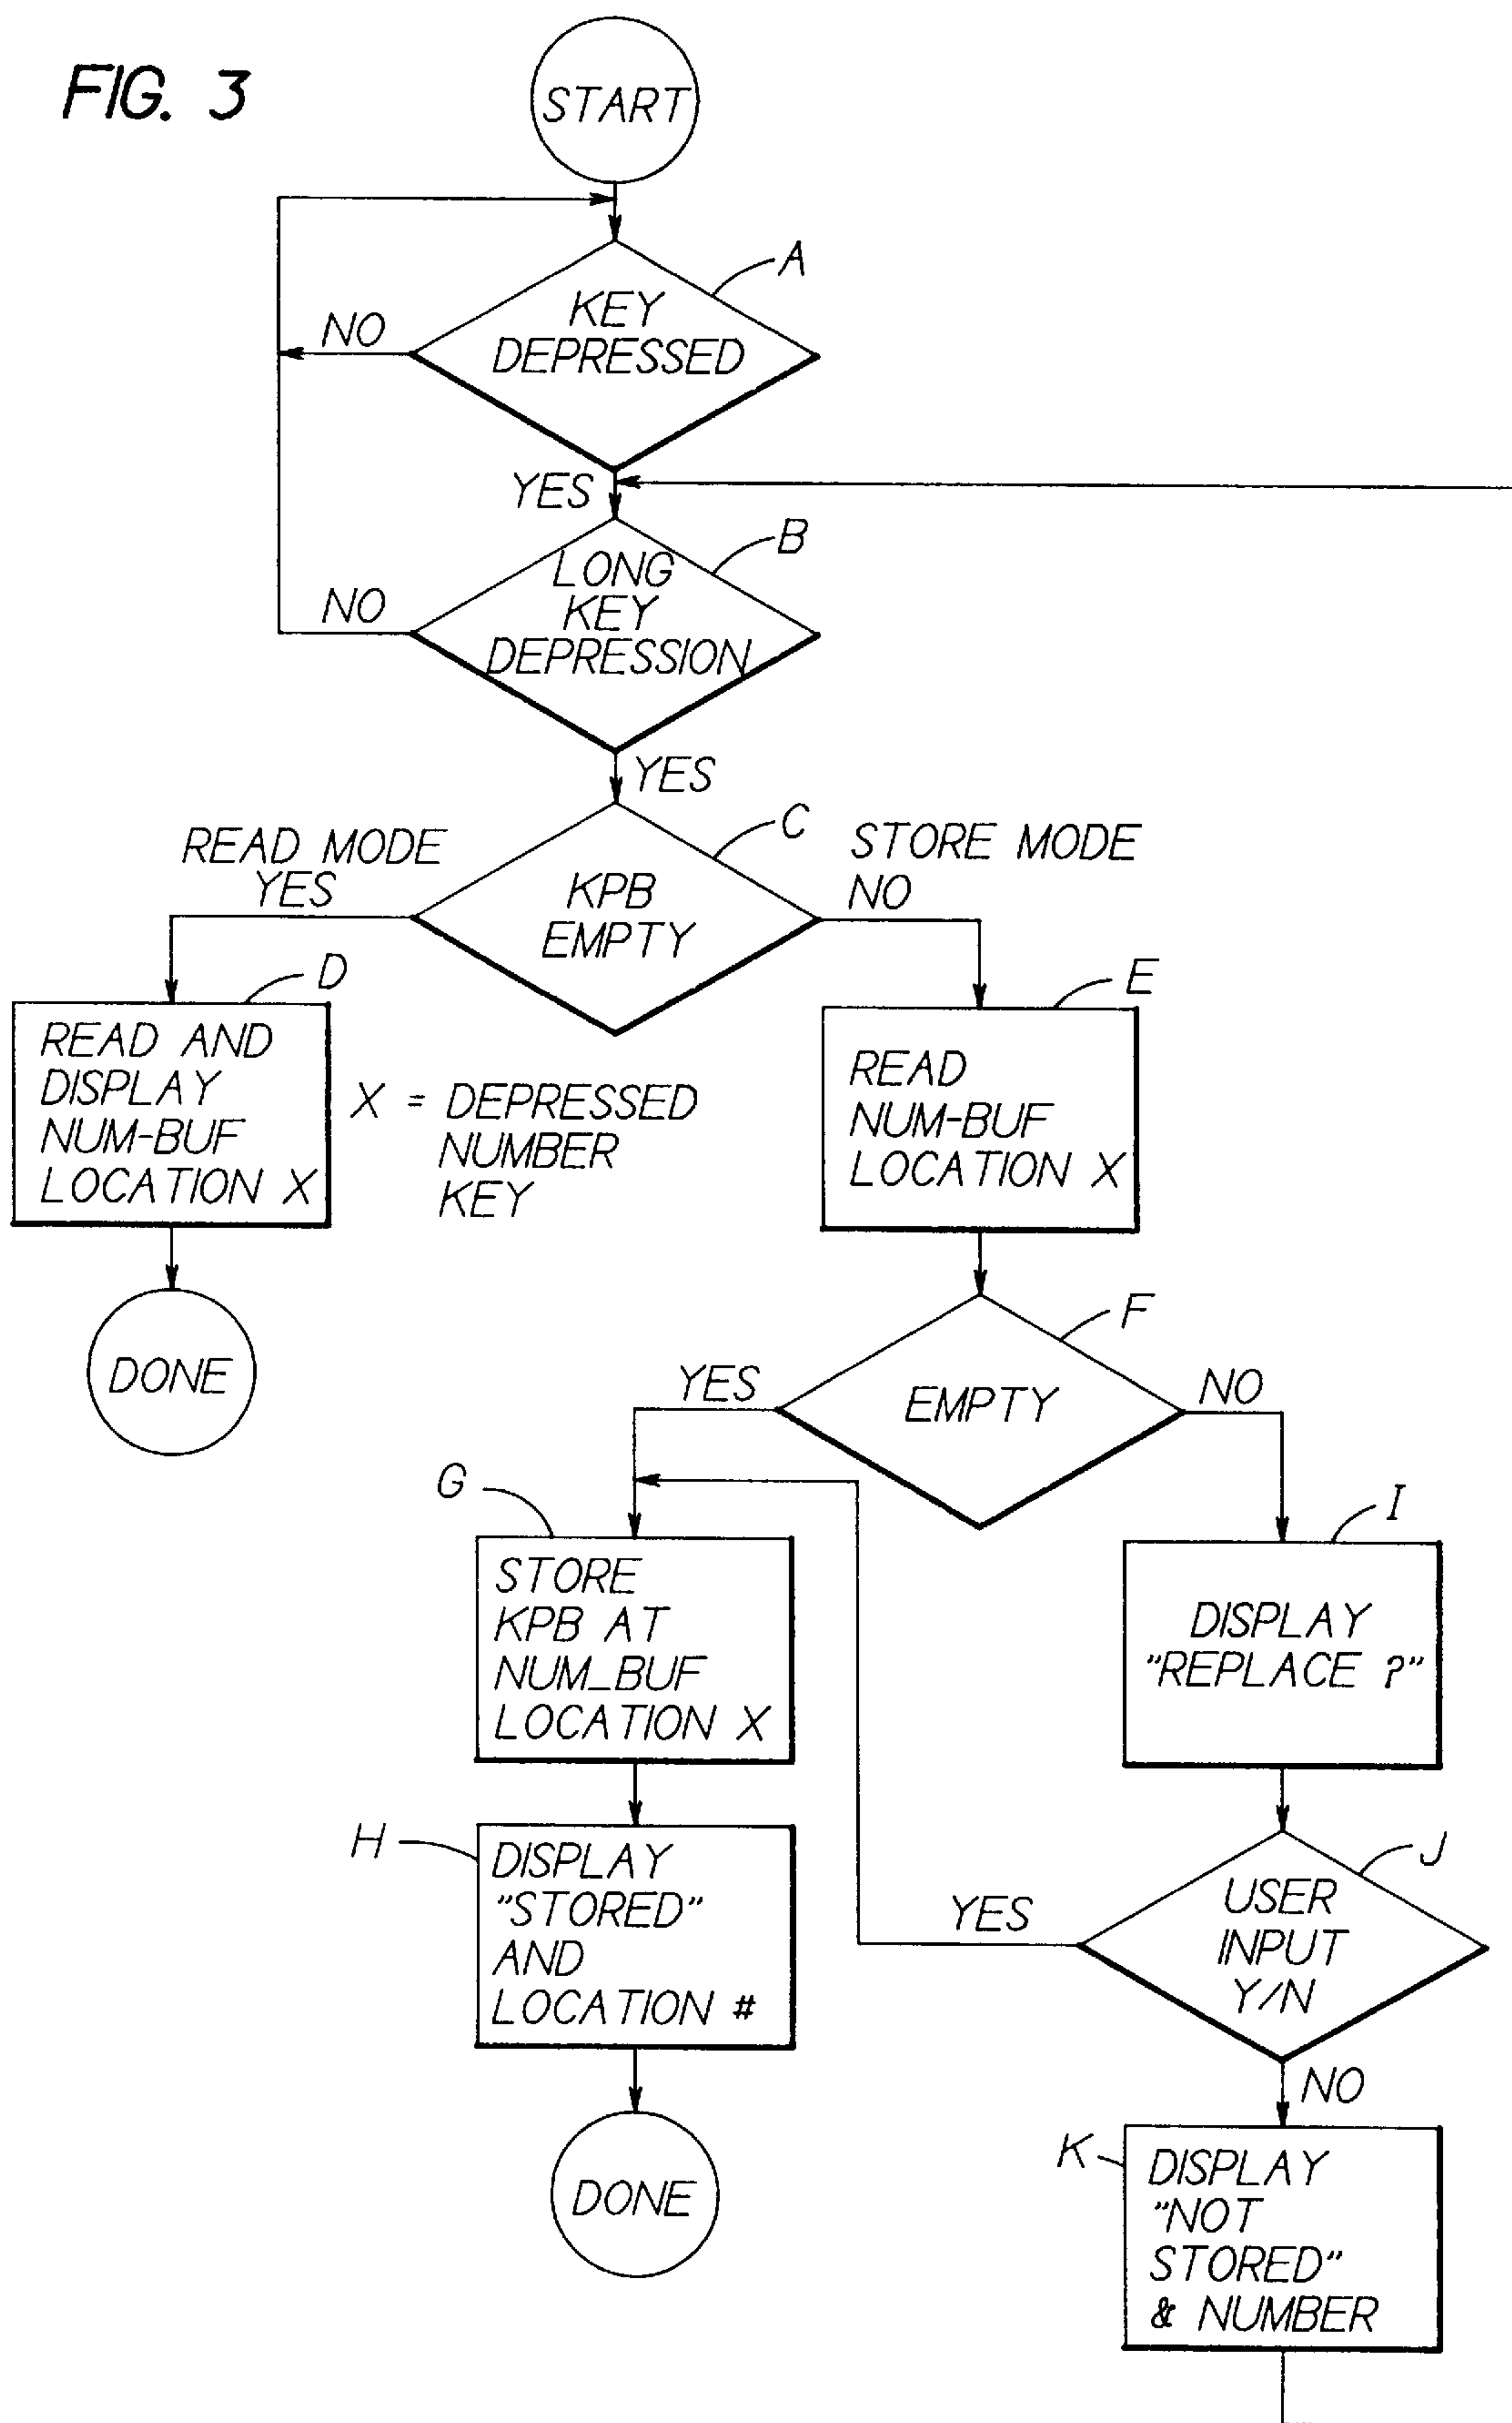 FIG. 3
START
A
KEY
DEPRESSED
NO
YES
B
LONG
KEY
DEPRESSION
NO
YES
C
READ MODE
YES
STORE MODE
NO
KPB
EMPTY
D
READ AND
DISPLAY
NUM-BUF
LOCATION X
X = DEPRESSED
NUMBER
KEY
E
READ
NUM-BUF
LOCATION X
DONE
F
YES
EMPTY
NO
G
STORE
KPB AT
NUM_BUF
LOCATION X
I
DISPLAY
"REPLACE ?"
H
DISPLAY
"STORED"
AND
LOCATION #
J
YES
USER
INPUT
Y/N
NO
DONE
K
DISPLAY
"NOT
STORED"
& NUMBER